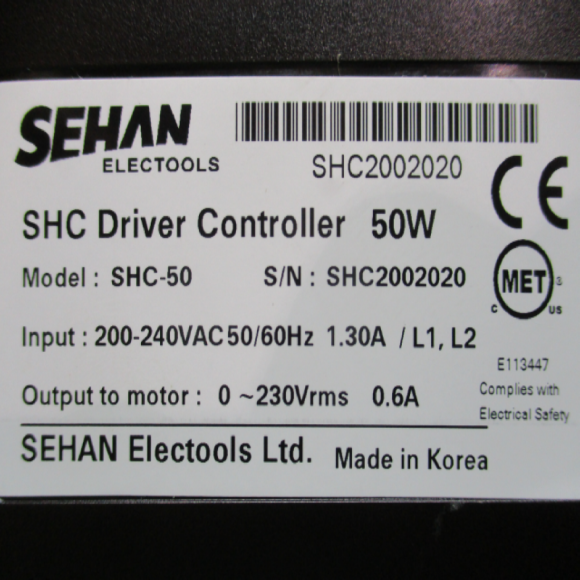 SEHAN
ELECTOOLS
SHC2002020
CE
SHC Driver Controller 50W
Model : SHC-50 S/N : SHC2002020
MET
C US
Input : 200-240VAC 50/60Hz 1.30A / L1, L2
E113447
Output to motor : 0 ~230Vrms 0.6A
Complies with
Electrical Safety
SEHAN Electools Ltd. Made in Korea